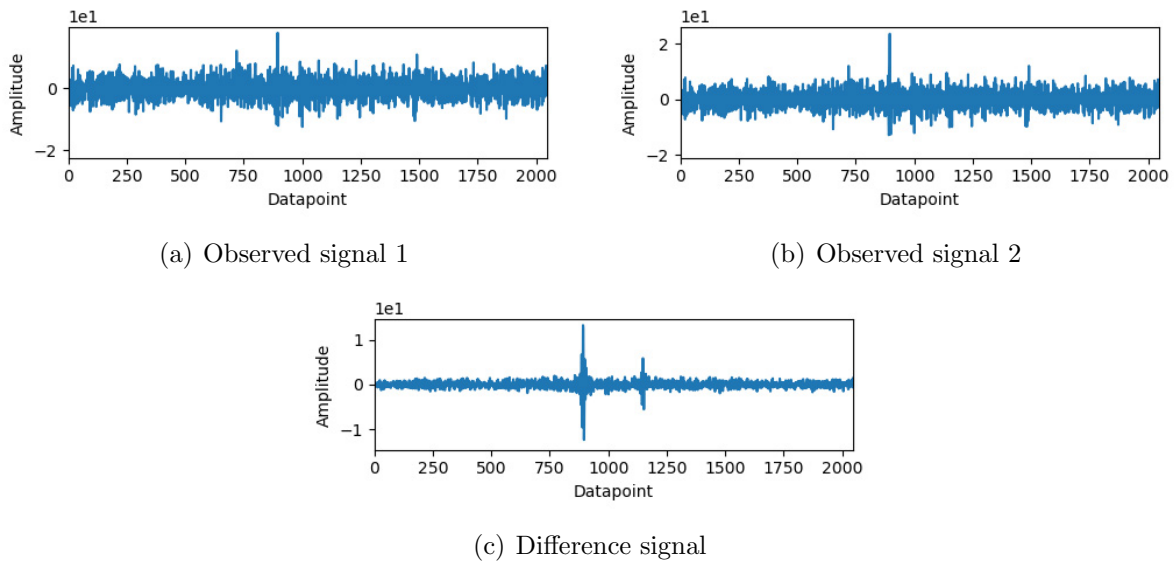 1e1
Amplitude
0
−2
0 250 500 750 1000 1250 1500 1750 2000
Datapoint
(a) Observed signal 1
1e1
Amplitude
2
0
−2
0 250 500 750 1000 1250 1500 1750 2000
Datapoint
(b) Observed signal 2
1e1
Amplitude
1
0
−1
0 250 500 750 1000 1250 1500 1750 2000
Datapoint
(c) Difference signal